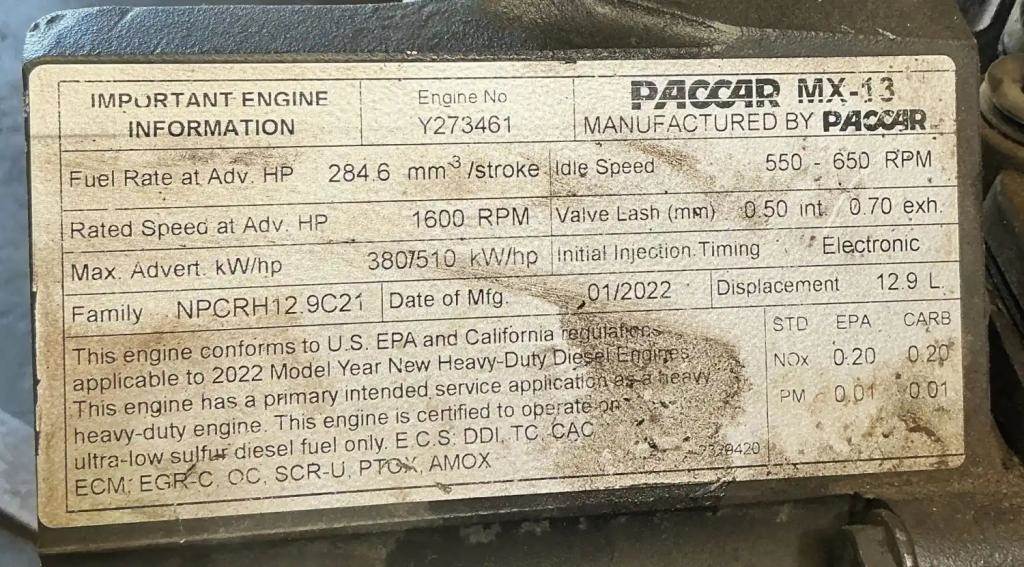 IMPORTANT ENGINE INFORMATION
Engine No
Y273461
PACCAR MX-13
MANUFACTURED BY PACCAR
Fuel Rate at Adv. HP 284.6 mm³/stroke
Idle Speed 550 - 650 RPM
Rated Speed at Adv. HP 1600 RPM
Valve Lash (mm) 0.50 int. 0.70 exh.
Max. Advert. kW/hp 380/510 kW/hp
Initial Injection Timing Electronic
Family NPCRH12.9C21
Date of Mfg. 01/2022
Displacement 12.9 L
This engine conforms to U.S. EPA and California regulations
applicable to 2022 Model Year New Heavy-Duty Diesel Engines
This engine has a primary intended service application as a heavy
heavy-duty engine. This engine is certified to operate on
ultra-low sulfur diesel fuel only. E.C.S: DDI, TC, CAC
ECM, EGR-C, OC, SCR-U, PTOX, AMOX
STD EPA CARB
NOx 0.20 0.20
PM 0.01 0.01